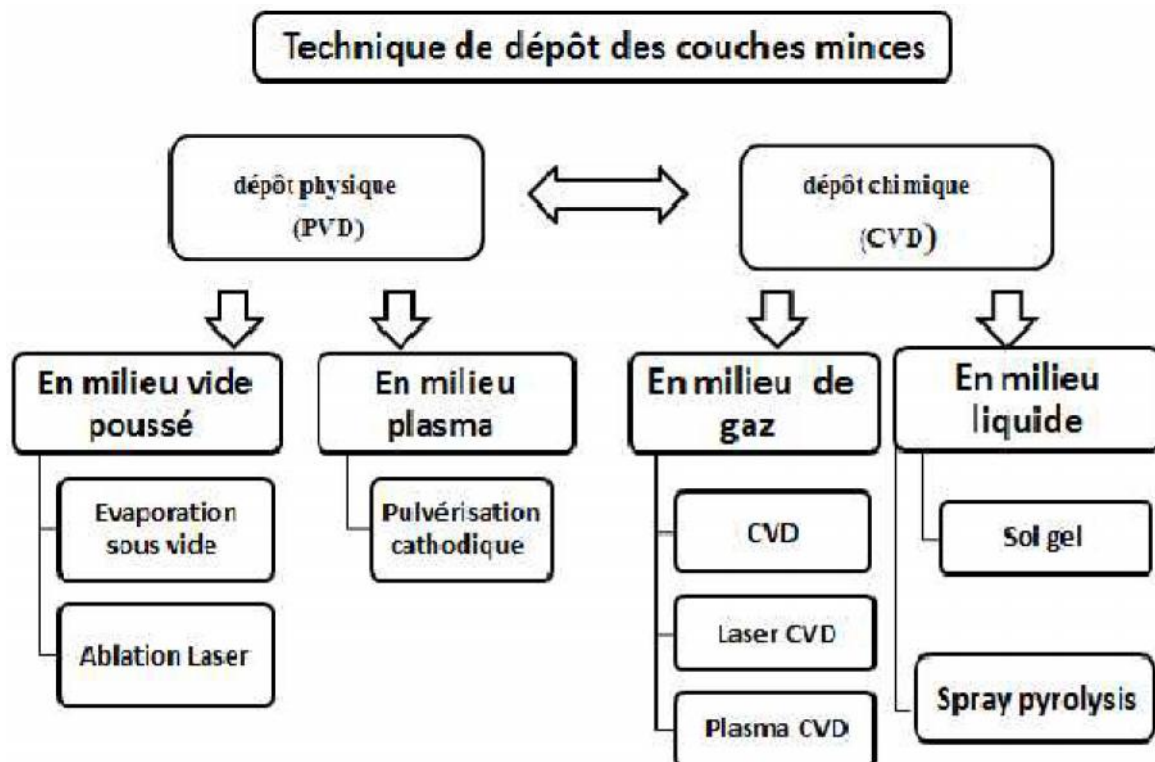 Technique de dépôt des couches minces
dépôt physique
(PVD)
dépôt chimique
(CVD)
En milieu vide
poussé
En milieu
plasma
En milieu de
gaz
En milieu
liquide
Evaporation
sous vide
Ablation Laser
Pulvérisation
cathodique
CVD
Laser CVD
Plasma CVD
Sol gel
Spray pyrolysis